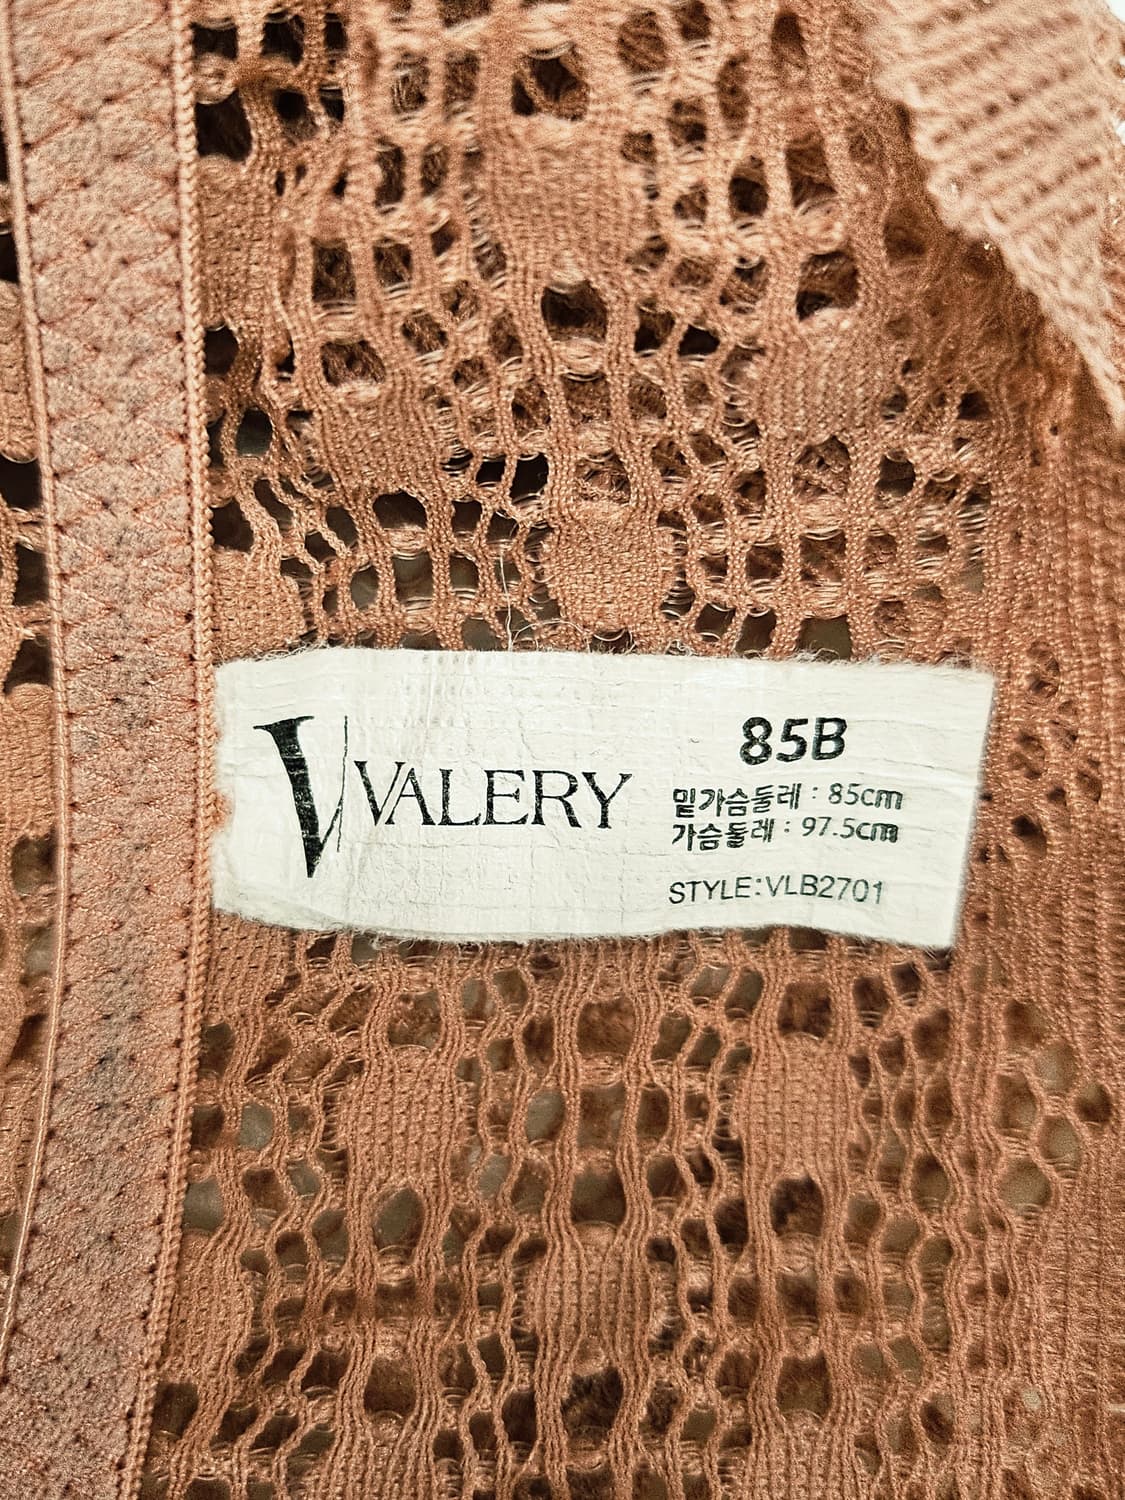 V VALERY
85B
밑가슴둘레 : 85cm
가슴둘레 : 97.5cm
STYLE:VLB2701